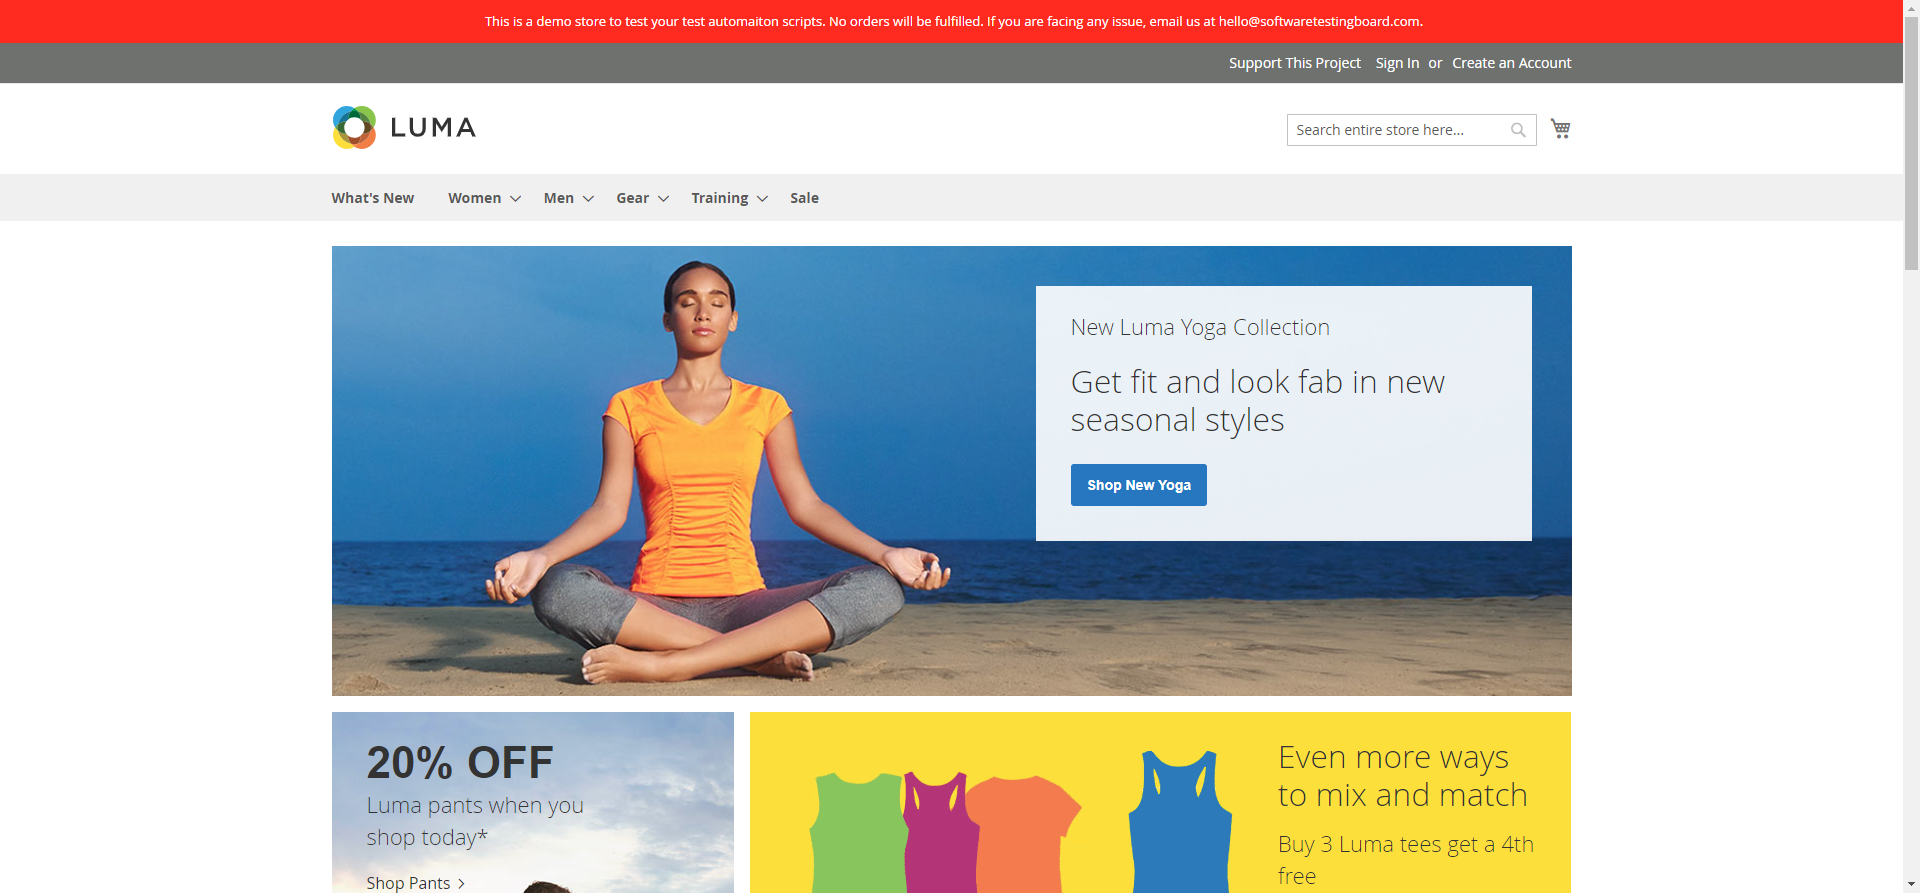 This is a demo store to test your test automaiton scripts. No orders will be fulfilled. If you are facing any issue, email us at hello@softwaretestingboard.com.
Support This Project Sign In or Create an Account
LUMA
Search entire store here...
What's New Women Men Gear Training Sale
New Luma Yoga Collection
Get fit and look fab in new
seasonal styles
Shop New Yoga
20% OFF
Luma pants when you
shop today*
Shop Pants
Even more ways
to mix and match
Buy 3 Luma tees get a 4th
free